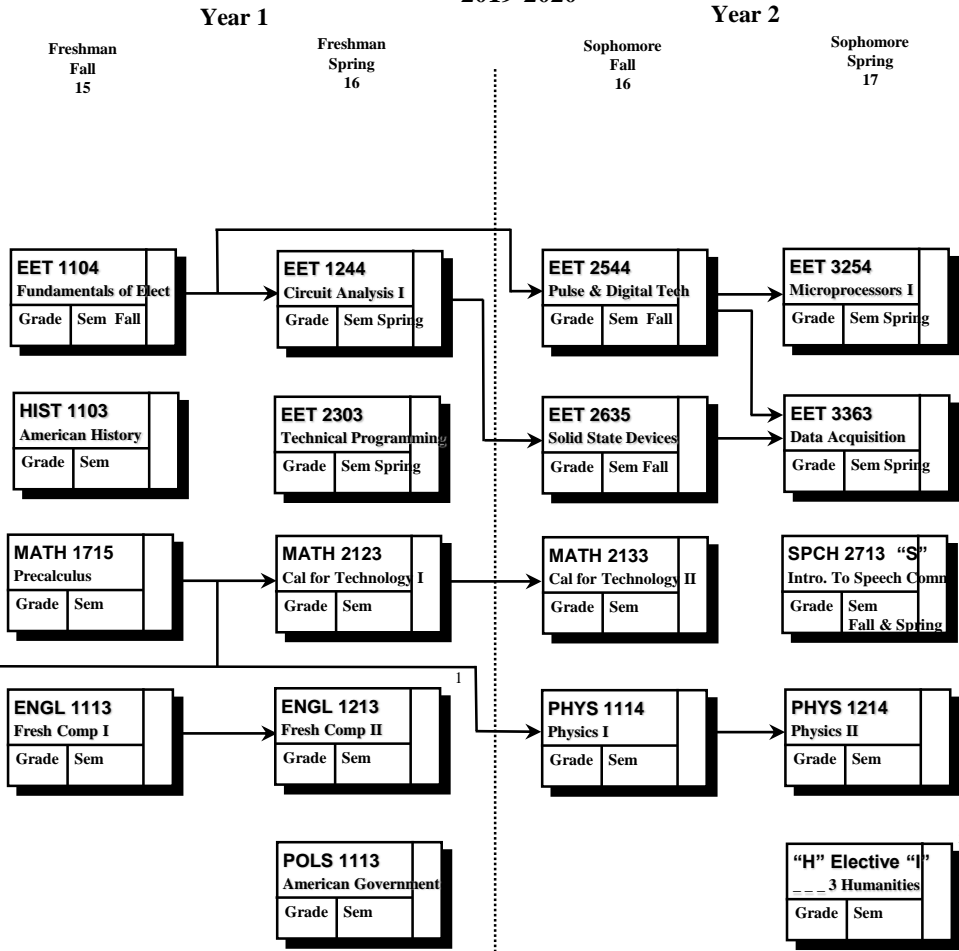 2019-2020
Year 1
Year 2
Freshman
Fall
15
Freshman
Spring
16
Sophomore
Fall
16
Sophomore
Spring
17
EET 1104
Fundamentals of Elect
Grade Sem Fall
EET 1244
Circuit Analysis I
Grade Sem Spring
EET 2544
Pulse & Digital Tech
Grade Sem Fall
EET 3254
Microprocessors I
Grade Sem Spring
HIST 1103
American History
Grade Sem
EET 2303
Technical Programming
Grade Sem Spring
EET 2635
Solid State Devices
Grade Sem Fall
EET 3363
Data Acquisition
Grade Sem Spring
MATH 1715
Precalculus
Grade Sem
MATH 2123
Cal for Technology I
Grade Sem
MATH 2133
Cal for Technology II
Grade Sem
SPCH 2713 “S”
Intro. To Speech Comm
Grade Sem
Fall & Spring
1
ENGL 1113
Fresh Comp I
Grade Sem
ENGL 1213
Fresh Comp II
Grade Sem
PHYS 1114
Physics I
Grade Sem
PHYS 1214
Physics II
Grade Sem
POLS 1113
American Government
Grade Sem
“H” Elective “I”
_ _ _ 3 Humanities
Grade Sem